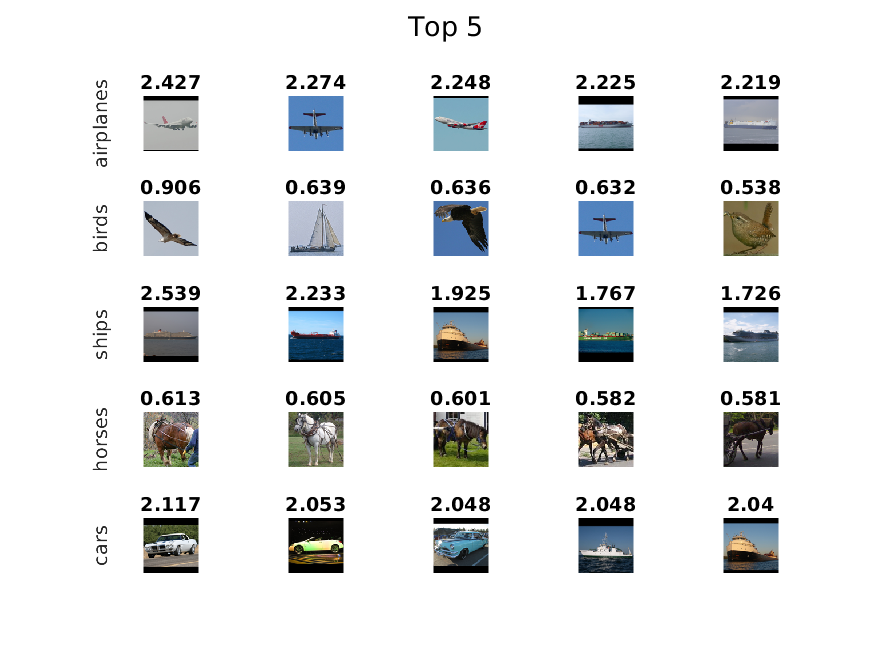 Top 5
airplanes
2.427 2.274 2.248 2.225 2.219
birds
0.906 0.639 0.636 0.632 0.538
ships
2.539 2.233 1.925 1.767 1.726
horses
0.613 0.605 0.601 0.582 0.581
cars
2.117 2.053 2.048 2.048 2.04